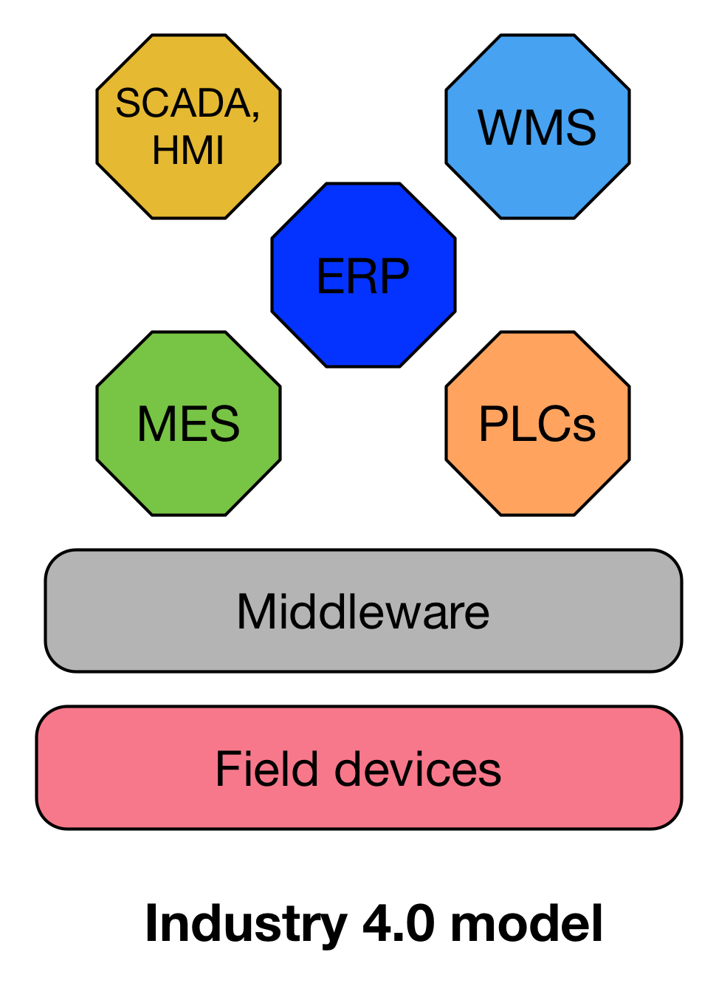 SCADA,
HMI
WMS
ERP
MES
PLCs
Middleware
Field devices
Industry 4.0 model